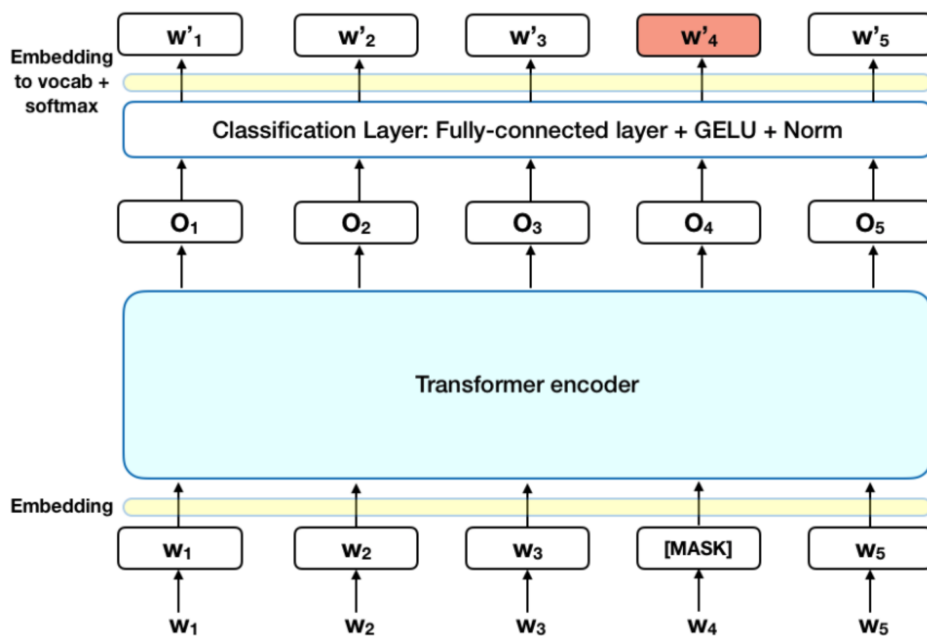 w'₁ w'₂ w'₃ w'₄ w'₅
Embedding
to vocab +
softmax
Classification Layer: Fully-connected layer + GELU + Norm
O₁ O₂ O₃ O₄ O₅
Transformer encoder
Embedding
w₁ w₂ w₃ [MASK] w₅
w₁ w₂ w₃ w₄ w₅